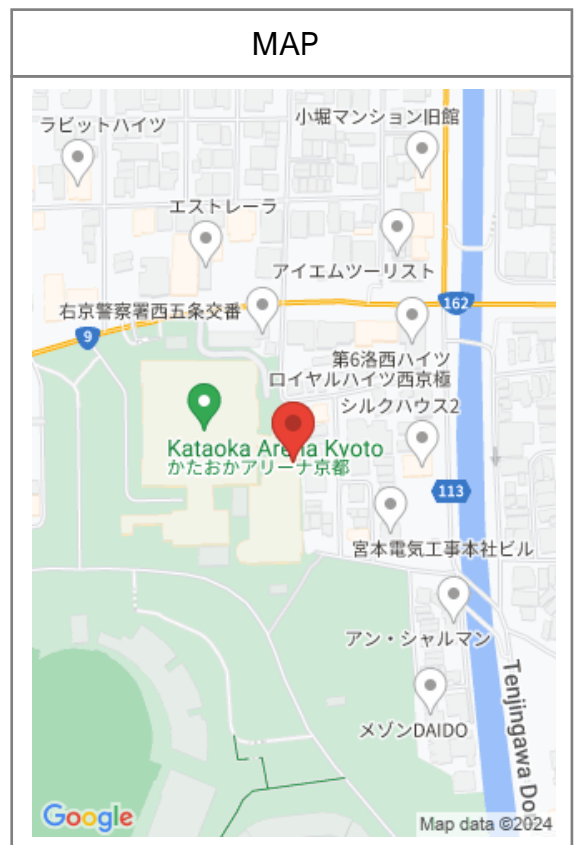 MAP
ラビットハイツ
小堀マンション旧館
エストレーラ
アイエムツーリスト
右京警察署西五条交番
162
9
第6洛西ハイツ
ロイヤルハイツ西京極
シルクハウス2
Kataoka Arena Kyoto
かたおかアリーナ京都
113
宮本電気工事本社ビル
アン・シャルマン
メゾンDAIDO
Tenjingawa Do
Google
Map data ©2024